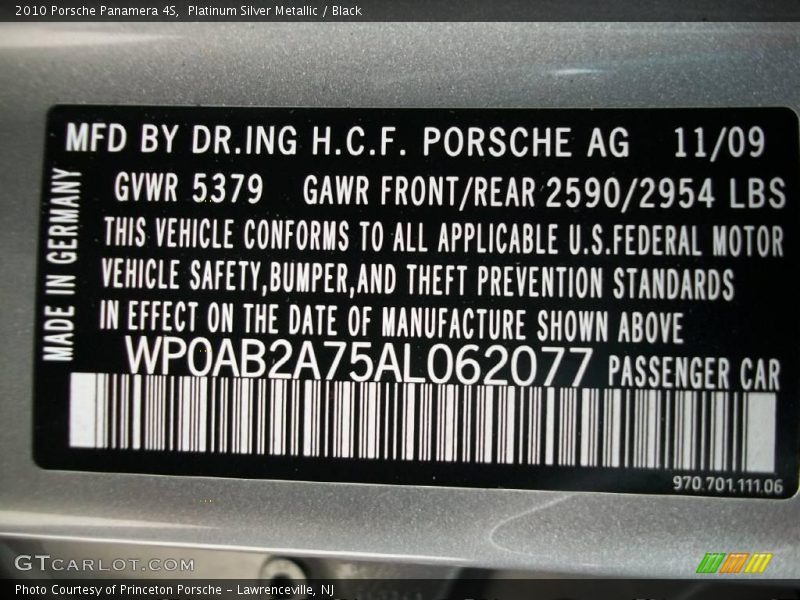 2010 Porsche Panamera 4S,  Platinum Silver Metallic / Black
MFD BY DR.ING H.C.F. PORSCHE AG 11/09
GVWR 5379 GAWR FRONT/REAR 2590/2954 LBS
THIS VEHICLE CONFORMS TO ALL APPLICABLE U.S.FEDERAL MOTOR
VEHICLE SAFETY,BUMPER,AND THEFT PREVENTION STANDARDS
IN EFFECT ON THE DATE OF MANUFACTURE SHOWN ABOVE
WP0AB2A75AL062077 PASSENGER CAR
MADE IN GERMANY
970.701.111.06
GTcarlot.com
Photo Courtesy of Princeton Porsche - Lawrenceville, NJ